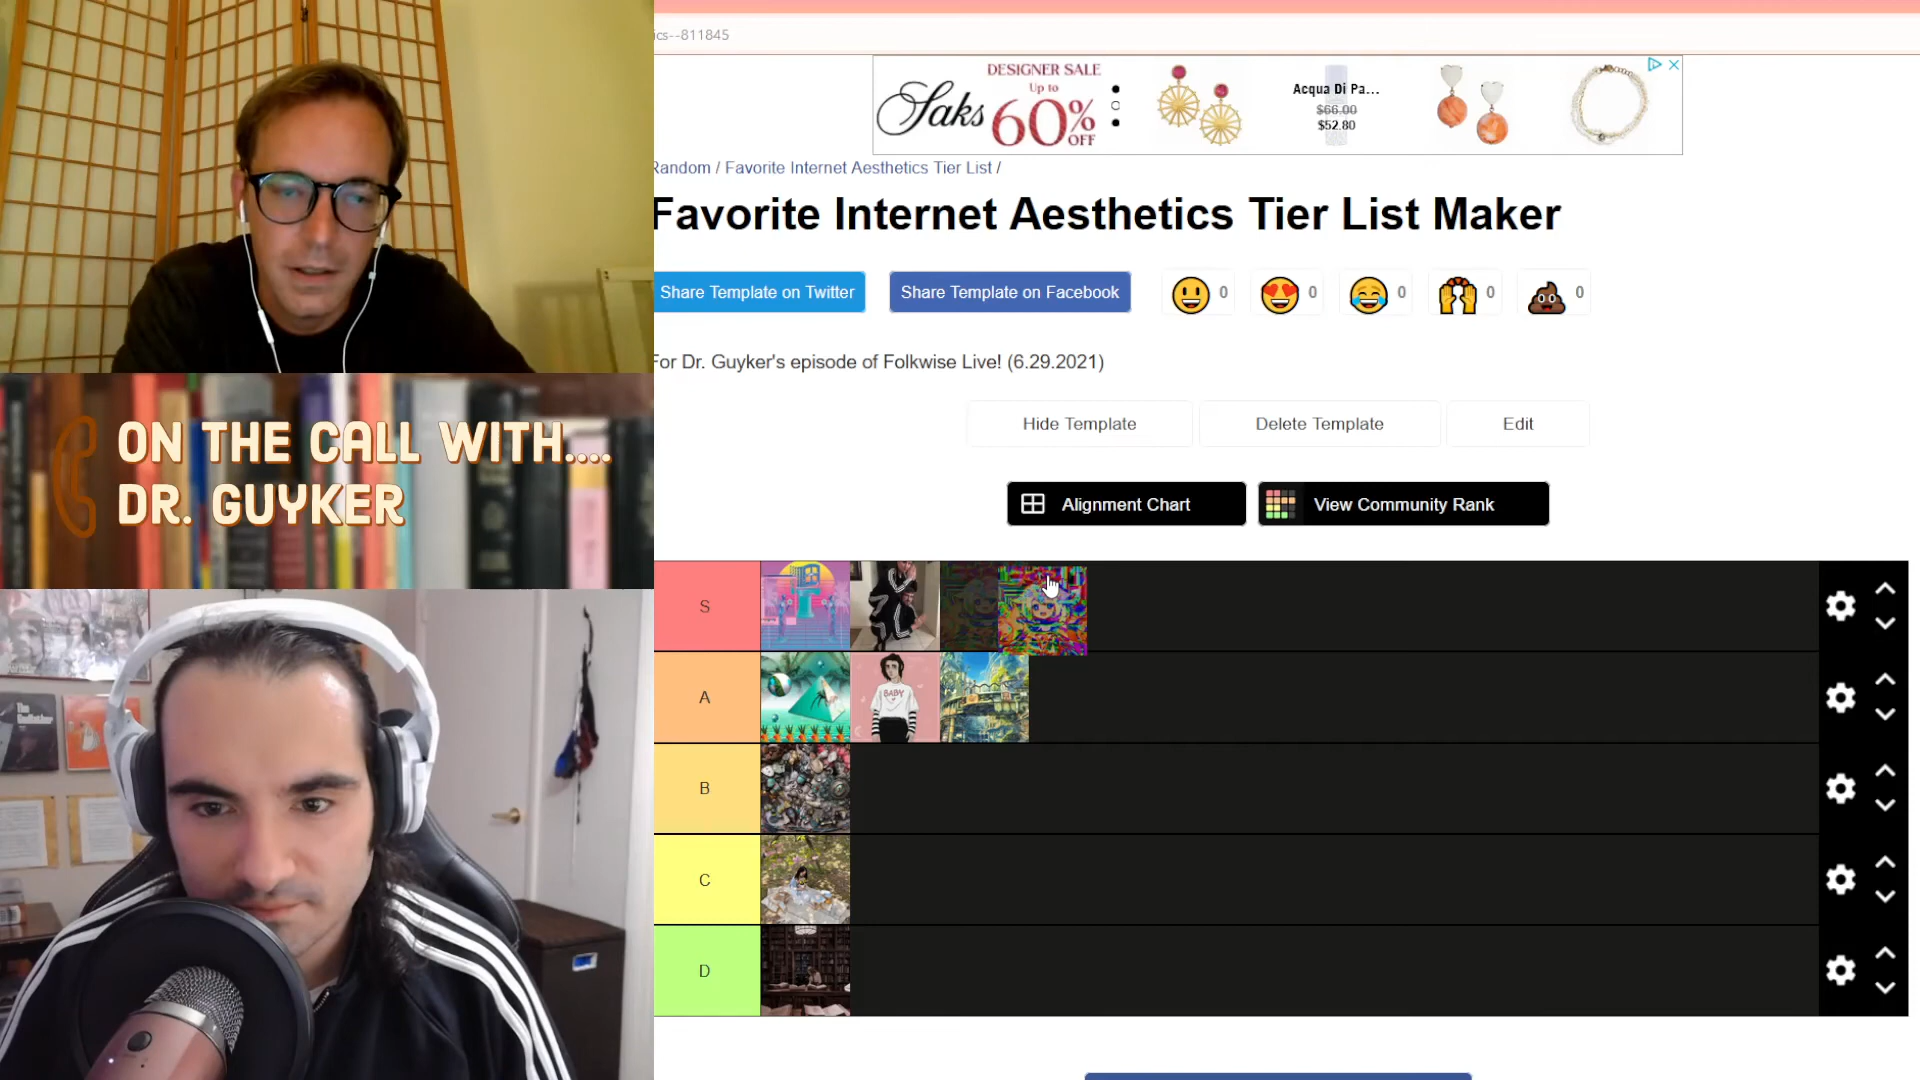 ics--811845
Saks
DESIGNER SALE
Up to
60%
OFF
Acqua Di Pa...
$66.00
$52.80
Random / Favorite Internet Aesthetics Tier List /
Favorite Internet Aesthetics Tier List Maker
Share Template on Twitter
Share Template on Facebook
0
0
0
0
0
For Dr. Guyker's episode of Folkwise Live! (6.29.2021)
Hide Template
Delete Template
Edit
ON THE CALL WITH....
DR. GUYKER
Alignment Chart
View Community Rank
S
A
BABY
B
C
D
The
Godfather